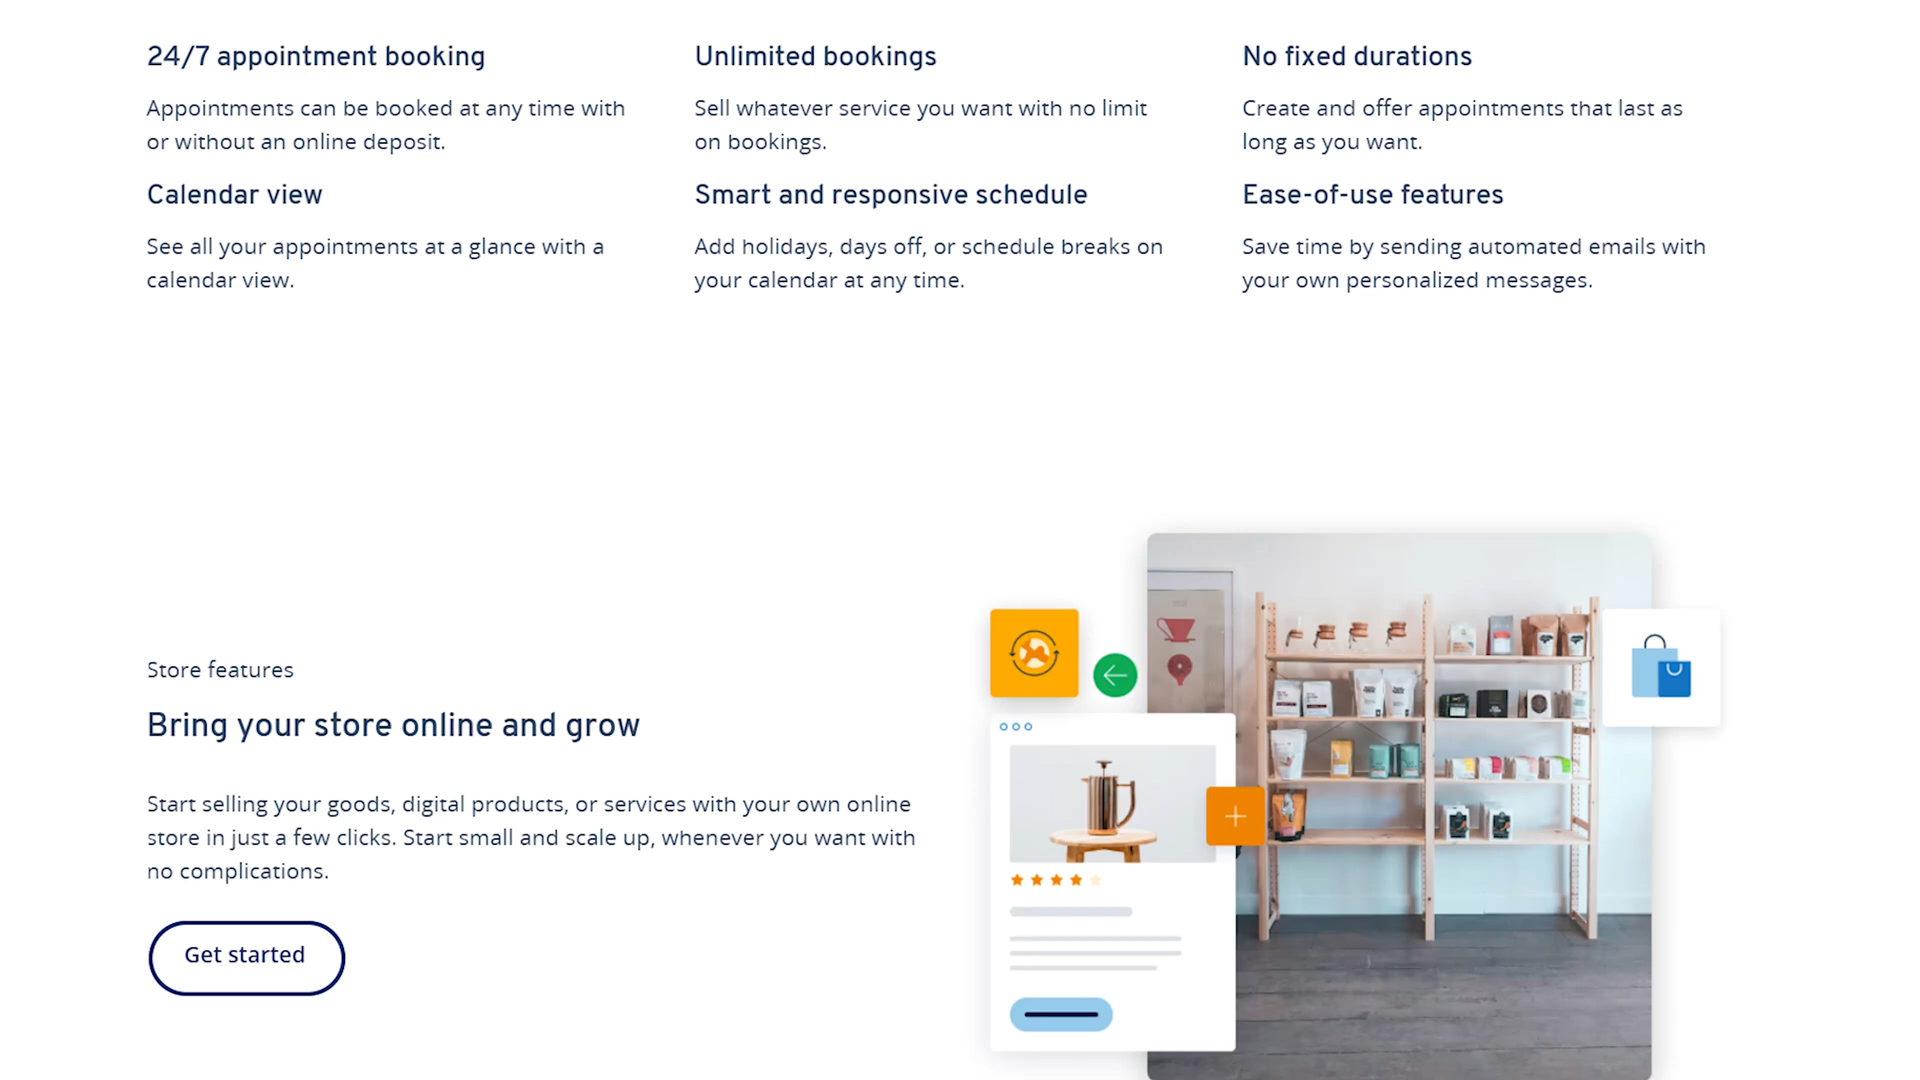 24/7 appointment booking
Appointments can be booked at any time with
or without an online deposit.
Unlimited bookings
Sell whatever service you want with no limit
on bookings.
No fixed durations
Create and offer appointments that last as
long as you want.
Calendar view
See all your appointments at a glance with a
calendar view.
Smart and responsive schedule
Add holidays, days off, or schedule breaks on
your calendar at any time.
Ease-of-use features
Save time by sending automated emails with
your own personalized messages.
Store features
Bring your store online and grow
Start selling your goods, digital products, or services with your own online
store in just a few clicks. Start small and scale up, whenever you want with
no complications.
Get started